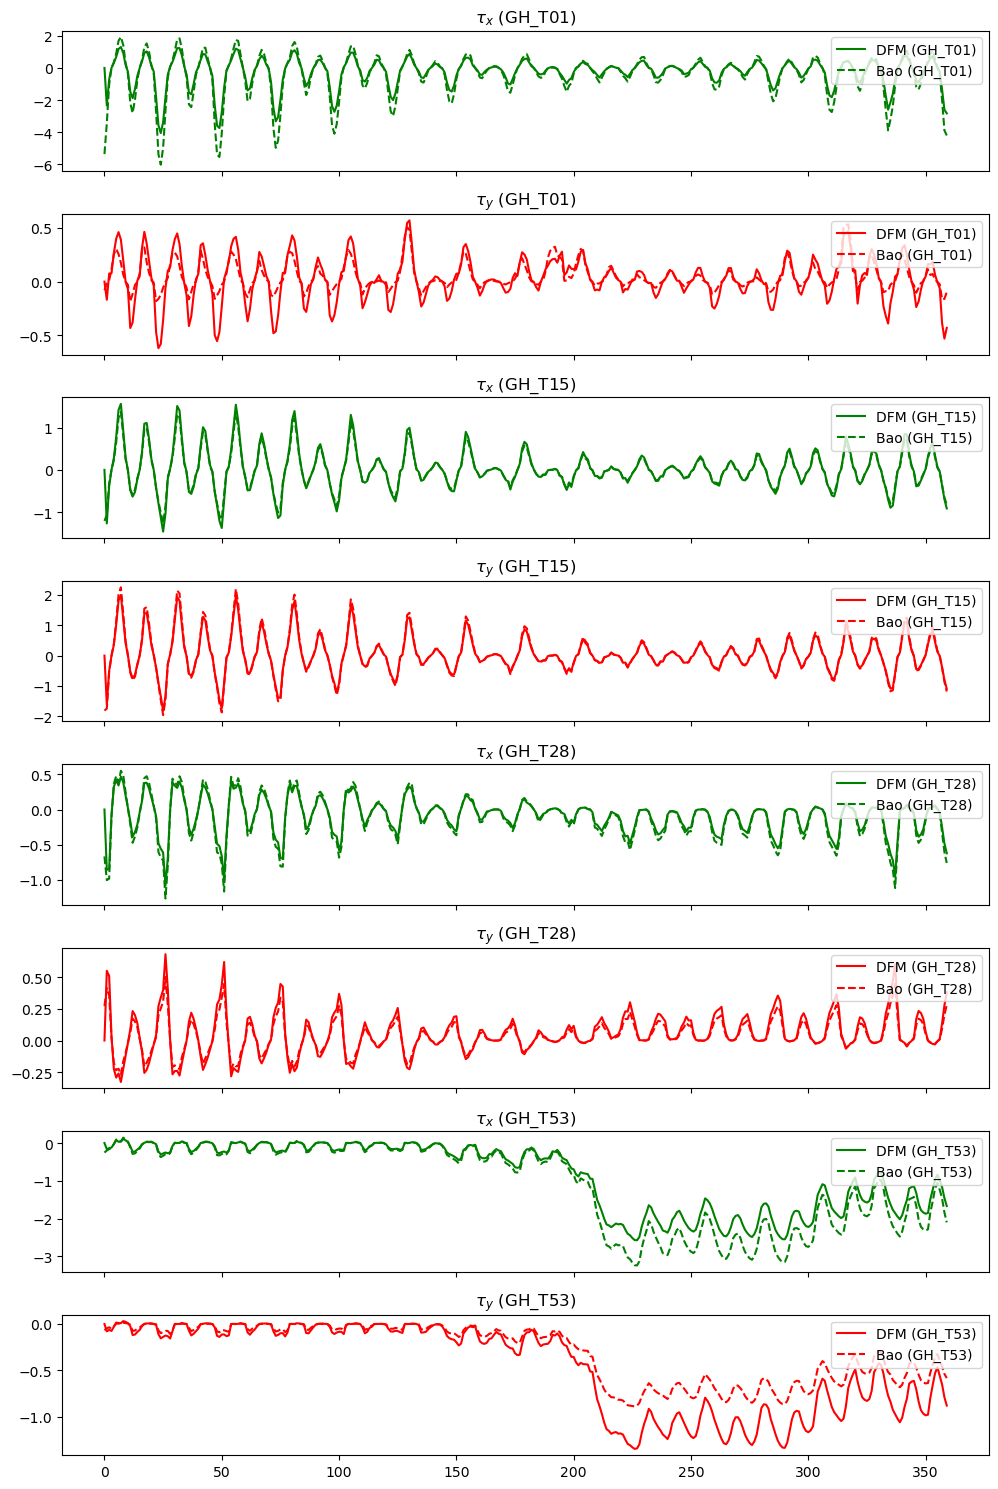 τx (GH_T01)
2
0
−2
−4
−6
DFM (GH_T01)
Bao (GH_T01)
τy (GH_T01)
0.5
0.0
−0.5
DFM (GH_T01)
Bao (GH_T01)
τx (GH_T15)
1
0
−1
DFM (GH_T15)
Bao (GH_T15)
τy (GH_T15)
2
1
0
−1
−2
DFM (GH_T15)
Bao (GH_T15)
τx (GH_T28)
0.5
0.0
−0.5
−1.0
DFM (GH_T28)
Bao (GH_T28)
τy (GH_T28)
0.50
0.25
0.00
−0.25
DFM (GH_T28)
Bao (GH_T28)
τx (GH_T53)
0
−1
−2
−3
DFM (GH_T53)
Bao (GH_T53)
τy (GH_T53)
0.0
−0.5
−1.0
DFM (GH_T53)
Bao (GH_T53)
0 50 100 150 200 250 300 350